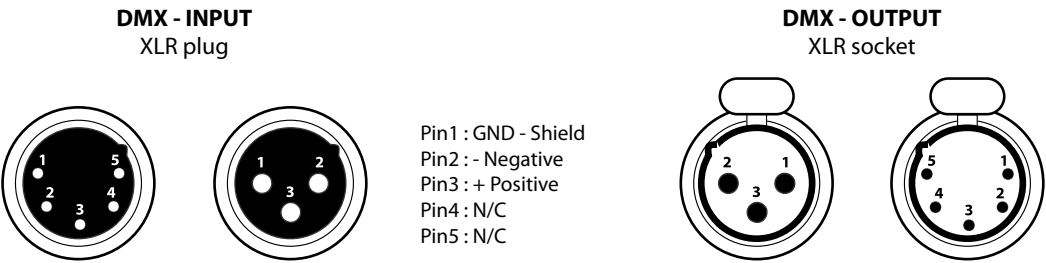 DMX - INPUT
XLR plug
1 5
2 4
3
1 2
3
Pin1 : GND - Shield
Pin2 : - Negative
Pin3 : + Positive
Pin4 : N/C
Pin5 : N/C
DMX - OUTPUT
XLR socket
2 1
3
5 1
4 2
3